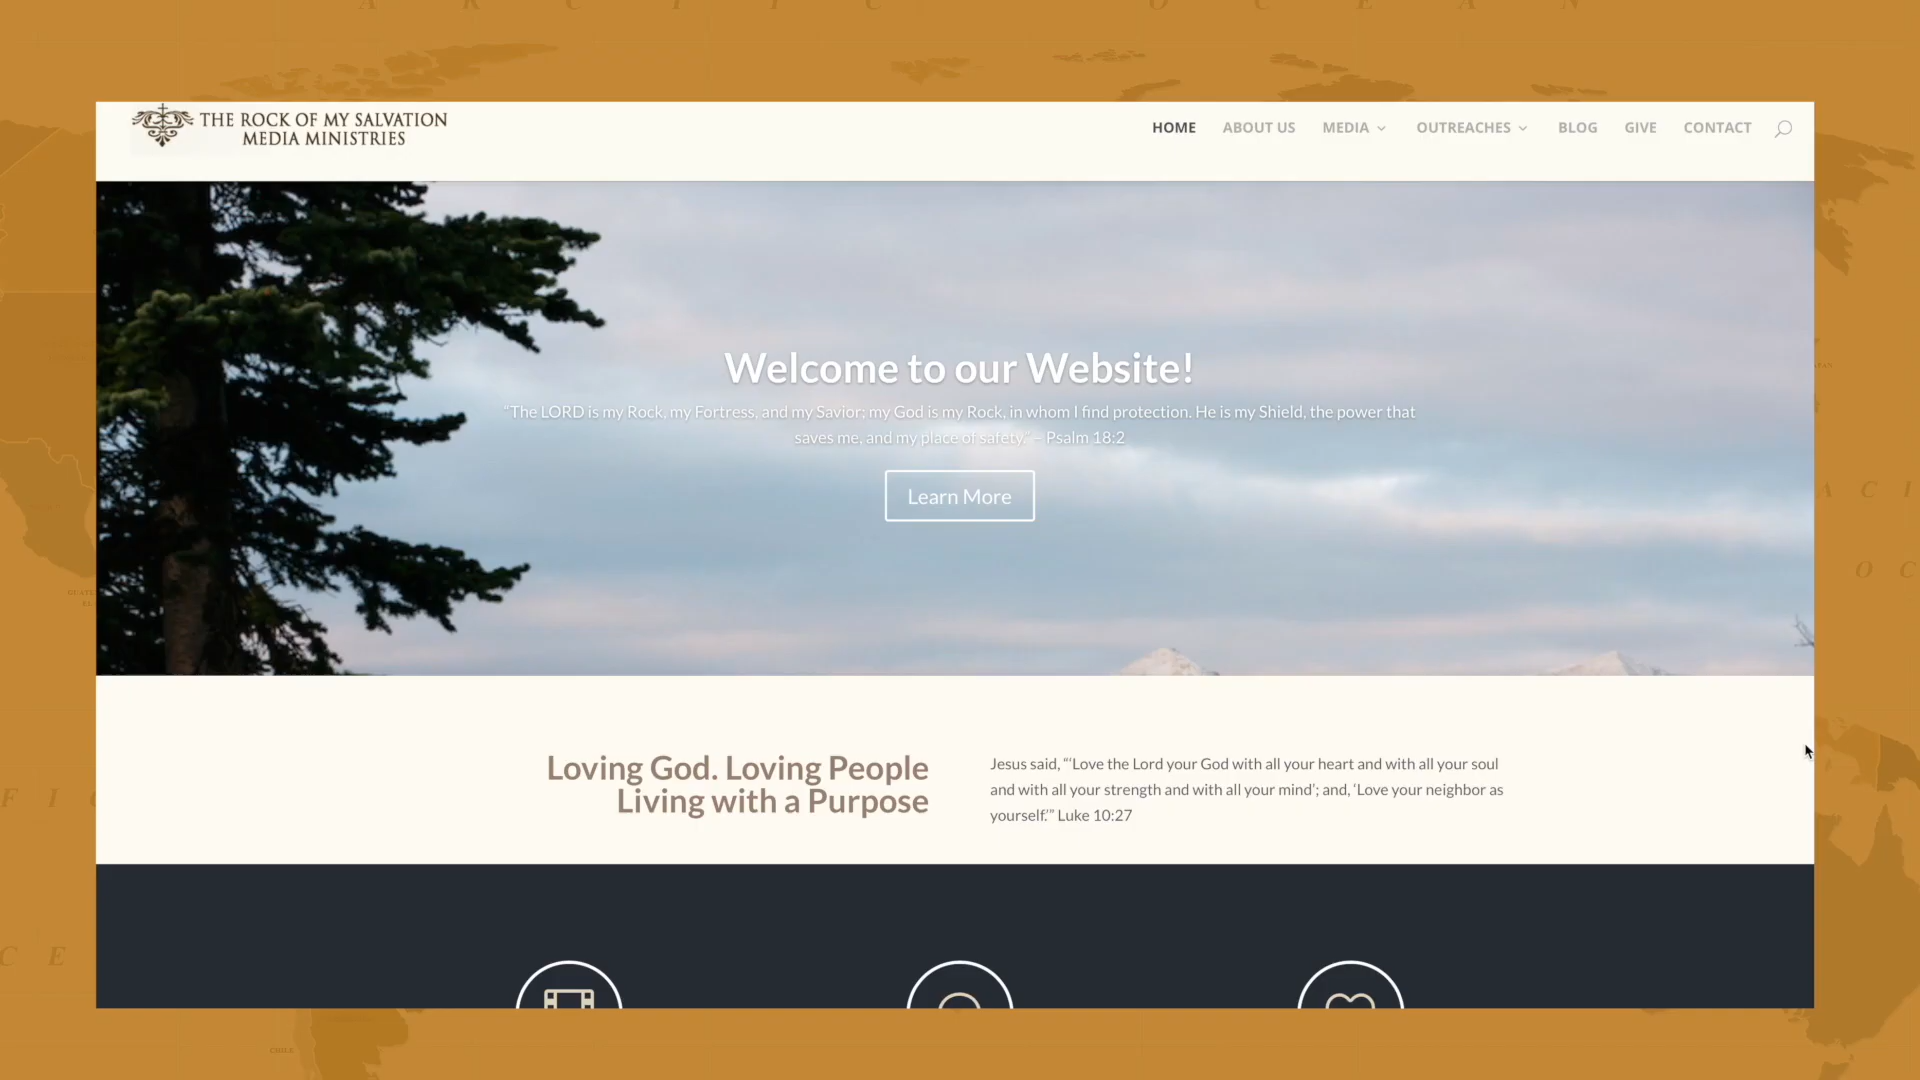 A R C T I C O C E A N
THE ROCK OF MY SALVATION
MEDIA MINISTRIES
HOME ABOUT US MEDIA OUTREACHES BLOG GIVE CONTACT
Welcome to our Website!
“The LORD is my Rock, my Fortress, and my Savior; my God is my Rock, in whom I find protection. He is my Shield, the power that
saves me, and my place of safety.” – Psalm 18:2
Learn More
A C I
O C
F I C
Loving God. Loving People
Living with a Purpose
Jesus said, “‘Love the Lord your God with all your heart and with all your soul
and with all your strength and with all your mind’; and, ‘Love your neighbor as
yourself.’” Luke 10:27
C E
CHILE